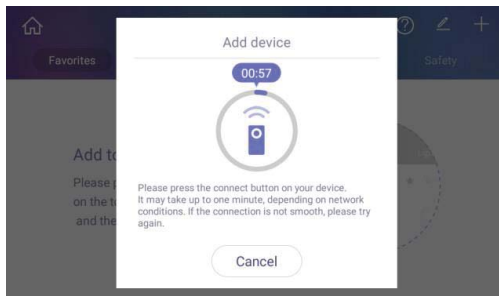 Add device
Favorites
Safety
00:57
Add to
Please
on the
and the
Please press the connect button on your device.
It may take up to one minute, depending on network
conditions. If the connection is not smooth, please try
again.
Cancel